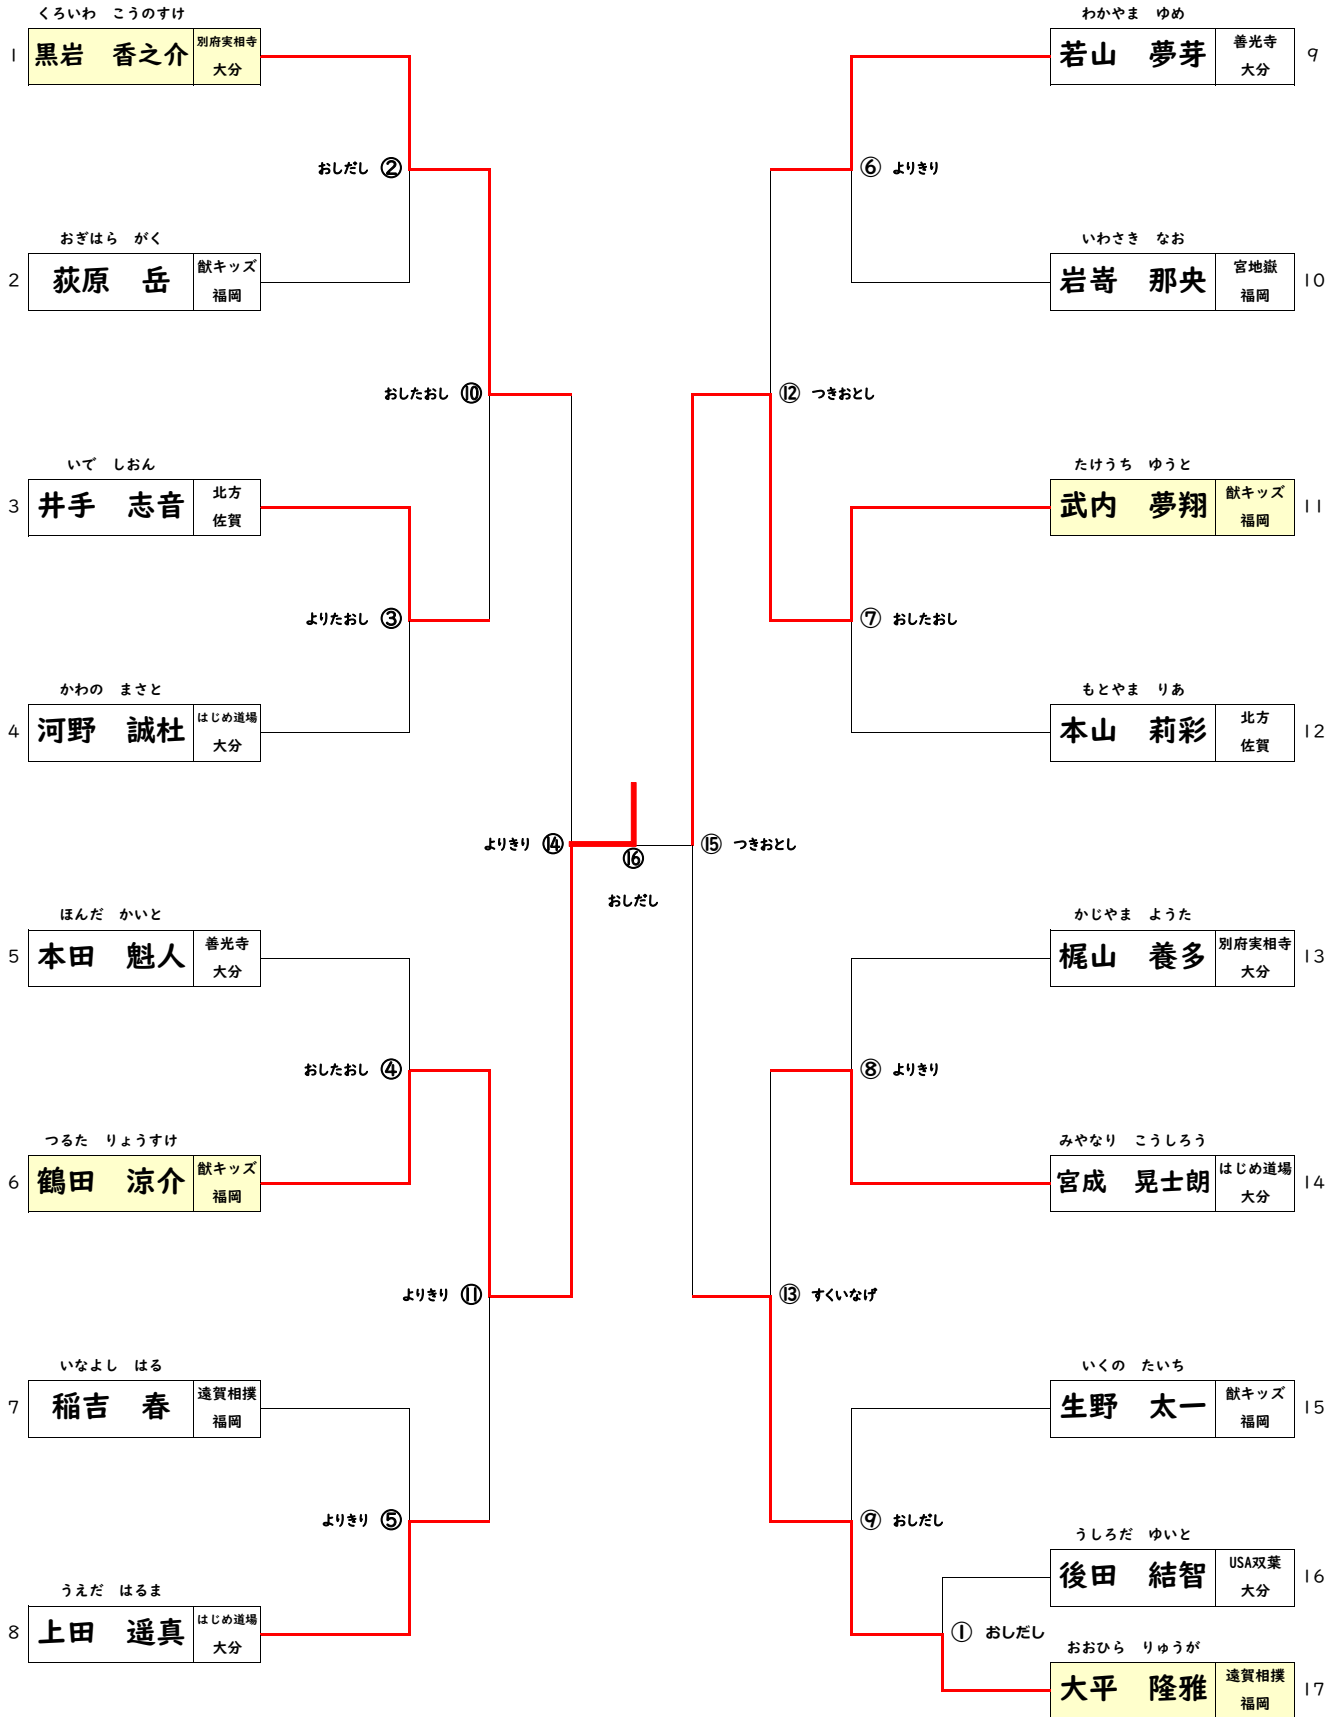 くろいわ　こうのすけ
1 黒岩　香之介 別府実相寺 大分
おしだし ②
おぎはら　がく
2 荻原　岳 猷キッズ 福岡
おしたおし ⑩
いで　しおん
3 井手　志音 北方 佐賀
よりたおし ③
かわの　まさと
4 河野　誠杜 はじめ道場 大分
よりきり ⑭
⑯
おしだし
ほんだ　かいと
5 本田　魁人 善光寺 大分
おしたおし ④
つるた　りょうすけ
6 鶴田　涼介 猷キッズ 福岡
よりきり ⑪
いなよし　はる
7 稲吉　春 遠賀相撲 福岡
よりきり ⑤
うえだ　はるま
8 上田　遥真 はじめ道場 大分
わかやま　ゆめ
若山　夢芽 善光寺 大分 9
⑥ よりきり
いわさき　なお
岩嵜　那央 宮地嶽 福岡 10
⑫ つきおとし
たけうち　ゆうと
武内　夢翔 猷キッズ 福岡 11
⑦ おしたおし
もとやま　りあ
本山　莉彩 北方 佐賀 12
⑮ つきおとし
かじやま　ようた
梶山　養多 別府実相寺 大分 13
⑧ よりきり
みやなり　こうしろう
宮成　晃士朗 はじめ道場 大分 14
⑬ すくいなげ
いくの　たいち
生野　太一 猷キッズ 福岡 15
⑨ おしだし
うしろだ　ゆいと
後田　結智 USA双葉 大分 16
① おしだし
おおひら　りゅうが
大平　隆雅 遠賀相撲 福岡 17